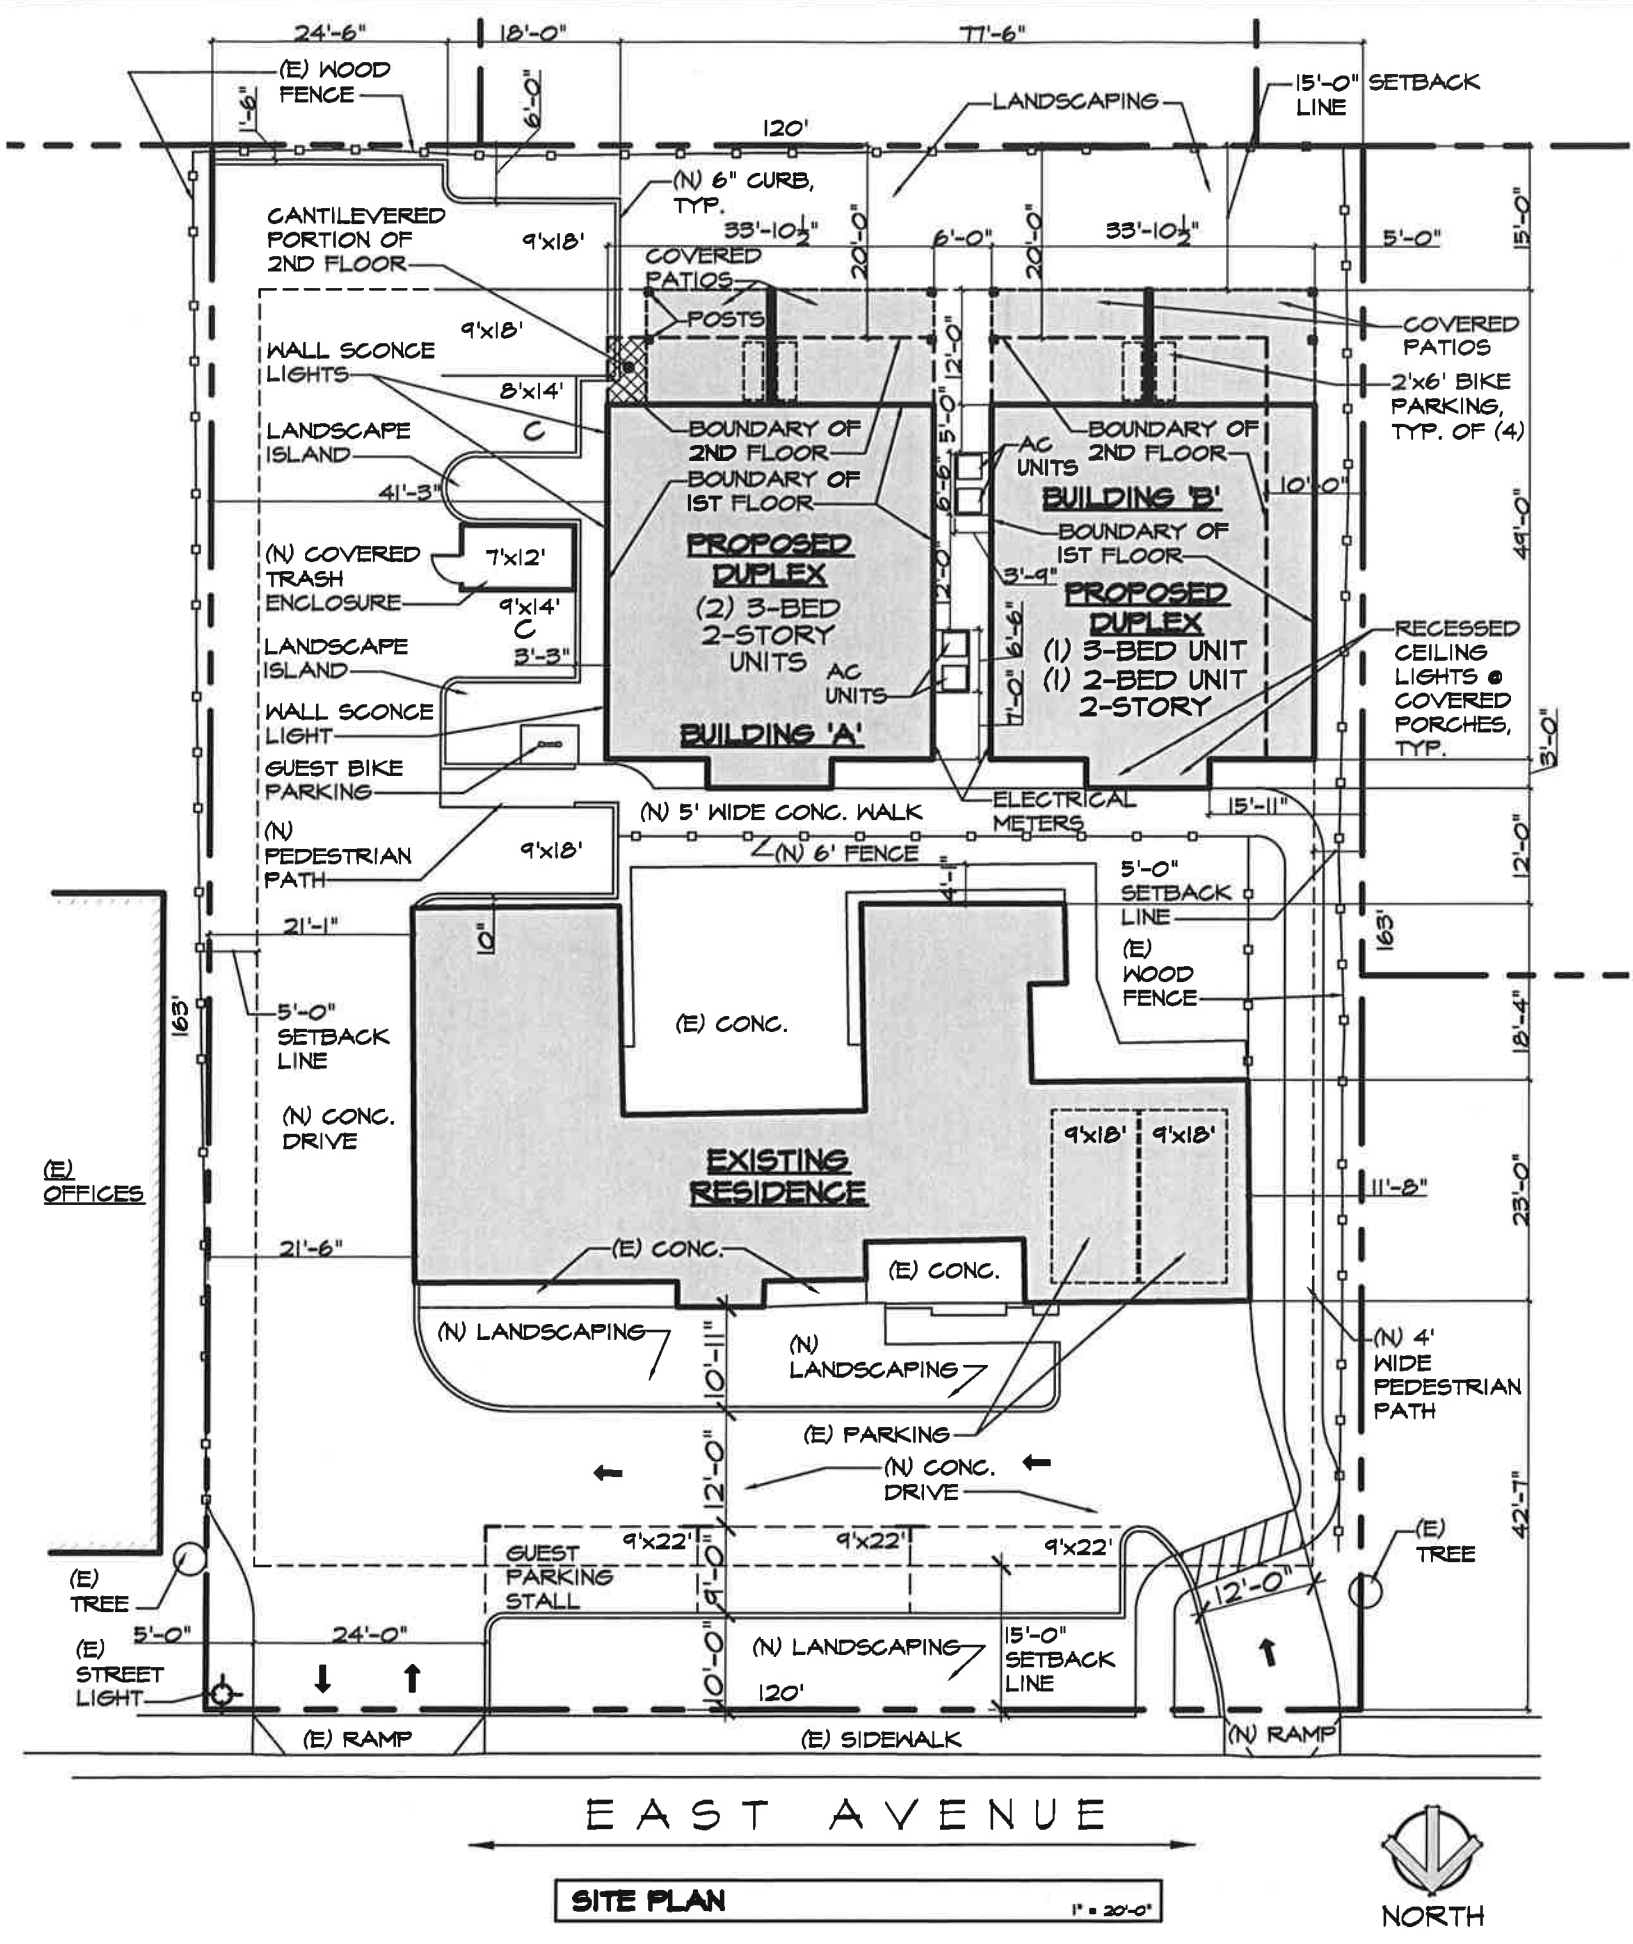 24'-6"
18'-0"
77'-6"
(E) WOOD
FENCE
1'-6"
6'-0"
LANDSCAPING
15'-0" SETBACK
LINE
120'
(N) 6" CURB,
TYP.
CANTILEVERED
PORTION OF
2ND FLOOR
9'x18'
33'-10½"
20'-0"
6'-0"
20'-0"
33'-10½"
5'-0"
15'-0"
COVERED
PATIOS
POSTS
9'x18'
WALL SCONCE
LIGHTS
8'x14'
C
12'-0"
COVERED
PATIOS
2'x6' BIKE
PARKING,
TYP. OF (4)
LANDSCAPE
ISLAND
BOUNDARY OF
2ND FLOOR
BOUNDARY OF
1ST FLOOR
5'-0"
AC
UNITS
BOUNDARY OF
2ND FLOOR
41'-3"
6'-6"
BUILDING 'B'
10'-0"
49'-0"
(N) COVERED
TRASH
ENCLOSURE
7'x12'
PROPOSED
DUPLEX
(2) 3-BED
2-STORY
UNITS
BOUNDARY OF
1ST FLOOR
12'-0"
3'-9"
PROPOSED
DUPLEX
(1) 3-BED UNIT
(1) 2-BED UNIT
2-STORY
9'x14'
C
3'-3"
LANDSCAPE
ISLAND
6'-6"
AC
UNITS
7'-0"
RECESSED
CEILING
LIGHTS @
COVERED
PORCHES,
TYP.
WALL SCONCE
LIGHT
BUILDING 'A'
3'-0"
GUEST BIKE
PARKING
(N) 5' WIDE CONC. WALK
ELECTRICAL
METERS
15'-11"
(N)
PEDESTRIAN
PATH
9'x18'
(N) 6' FENCE
4'-1"
5'-0"
SETBACK
LINE
12'-0"
21'-1"
10"
163'
(E)
WOOD
FENCE
163'
5'-0"
SETBACK
LINE
(E) CONC.
18'-4"
(N) CONC.
DRIVE
9'x18'
9'x18'
(E)
OFFICES
EXISTING
RESIDENCE
11'-8"
23'-0"
21'-6"
(E) CONC.
(E) CONC.
(N) LANDSCAPING
10'-11"
(N)
LANDSCAPING
(N) 4'
WIDE
PEDESTRIAN
PATH
(E) PARKING
12'-0"
(N) CONC.
DRIVE
42'-7"
9'x22'
9'x22'
9'x22'
GUEST
PARKING
STALL
9'-0"
(E)
TREE
(E)
TREE
12'-0"
5'-0"
24'-0"
(E)
STREET
LIGHT
10'-0"
(N) LANDSCAPING
15'-0"
SETBACK
LINE
120'
(E) RAMP
(E) SIDEWALK
(N) RAMP
EAST AVENUE
SITE PLAN
1" = 20'-0"
NORTH